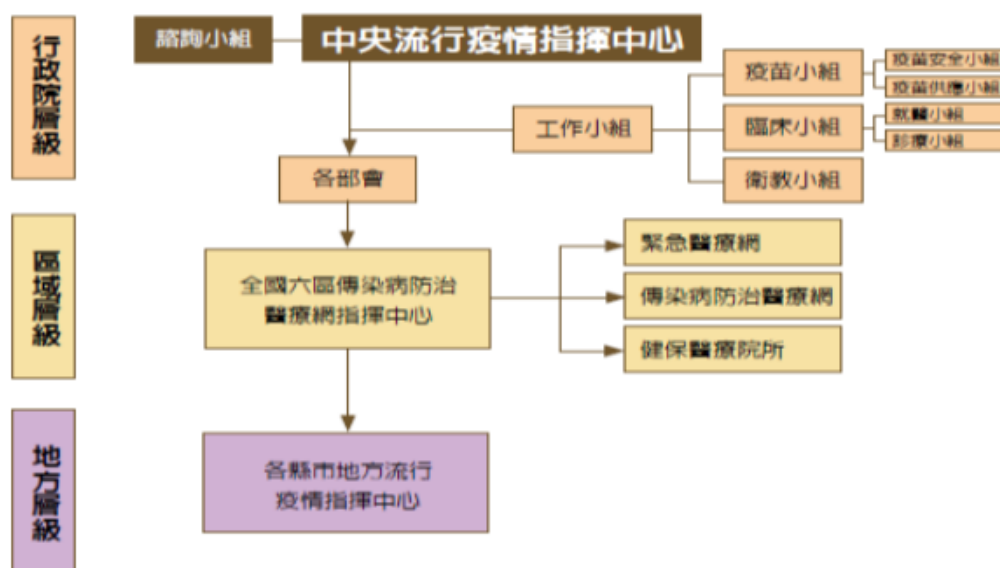 行政院層級
諮詢小組
中央流行疫情指揮中心
疫苗小組
疫苗安全小組
疫苗供應小組
工作小組
臨床小組
就醫小組
診療小組
各部會
衛教小組
區域層級
全國六區傳染病防治
醫療網指揮中心
緊急醫療網
傳染病防治醫療網
健保醫療院所
地方層級
各縣市地方流行
疫情指揮中心